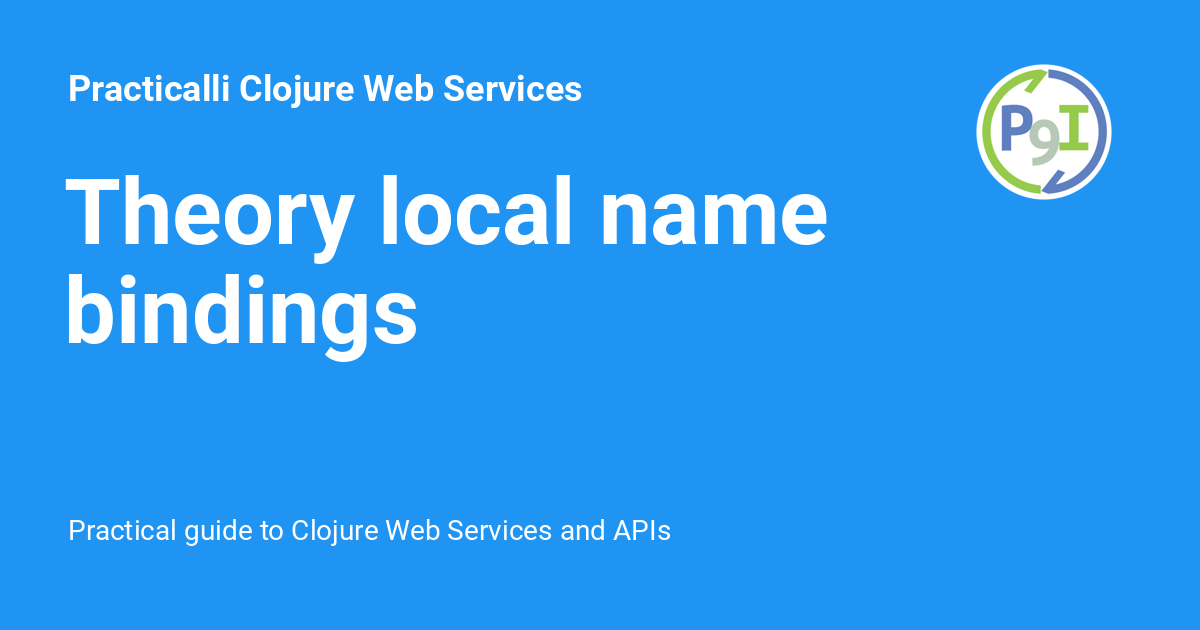 Practicalli Clojure Web Services
P9I
Theory local name
bindings
Practical guide to Clojure Web Services and APIs